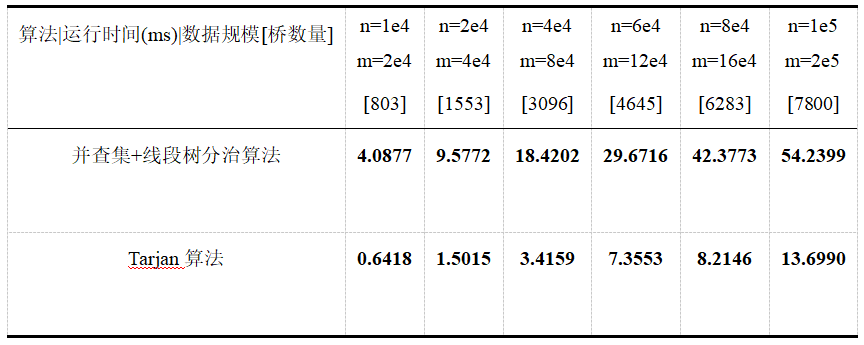 算法|运行时间(ms)|数据规模[桥数量]
n=1e4 n=2e4 n=4e4 n=6e4 n=8e4 n=1e5
m=2e4 m=4e4 m=8e4 m=12e4 m=16e4 m=2e5
[803] [1553] [3096] [4645] [6283] [7800]
并查集+线段树分治算法 4.0877 9.5772 18.4202 29.6716 42.3773 54.2399
Tarjan 算法 0.6418 1.5015 3.4159 7.3553 8.2146 13.6990